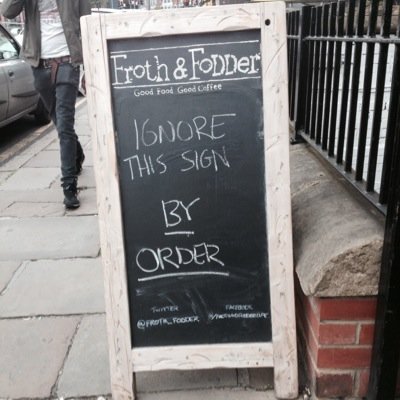 Froth & Fodder
Good Food Good Coffee
IGNORE
THIS SIGN
BY
ORDER
TWITTER
@FROTH_FODDER
FACEBOOK